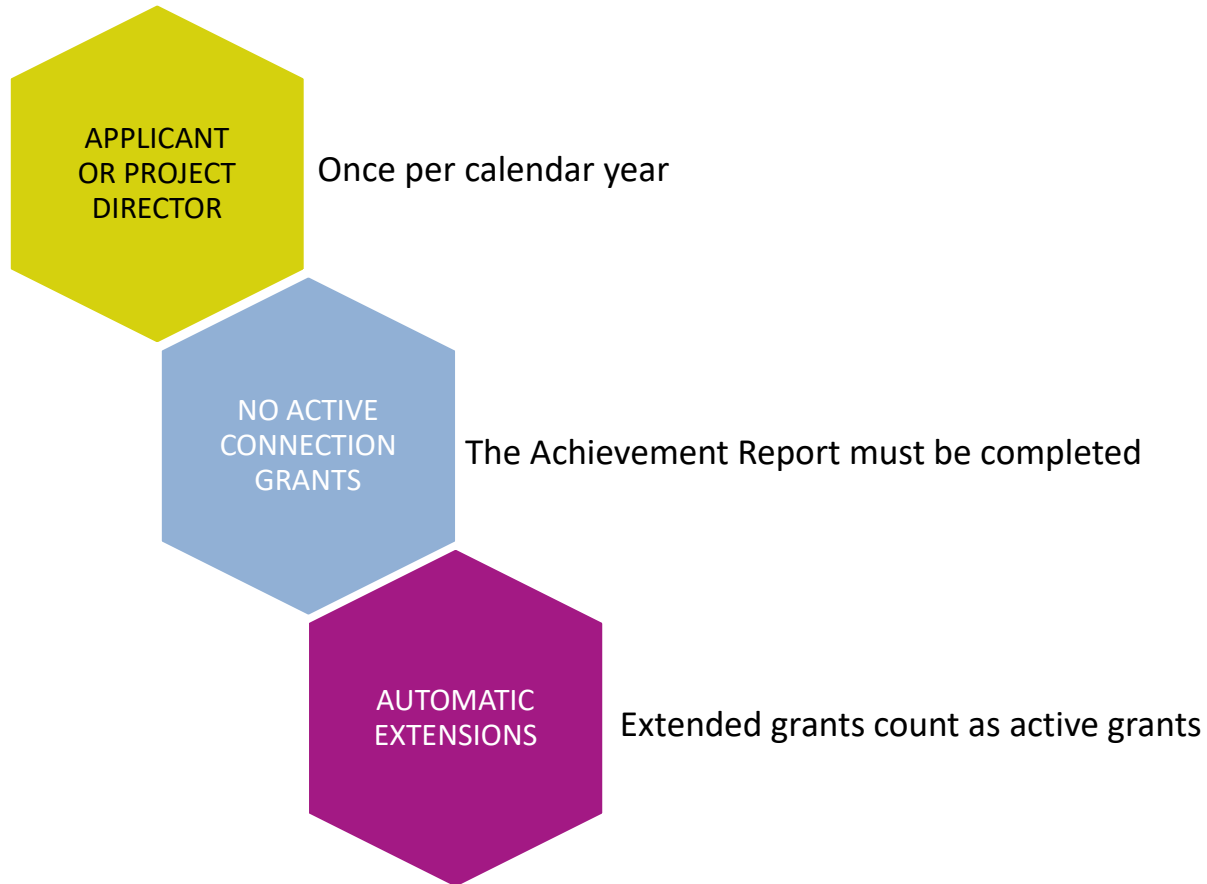 APPLICANT
OR PROJECT
DIRECTOR
Once per calendar year
NO ACTIVE
CONNECTION
GRANTS
The Achievement Report must be completed
AUTOMATIC
EXTENSIONS
Extended grants count as active grants